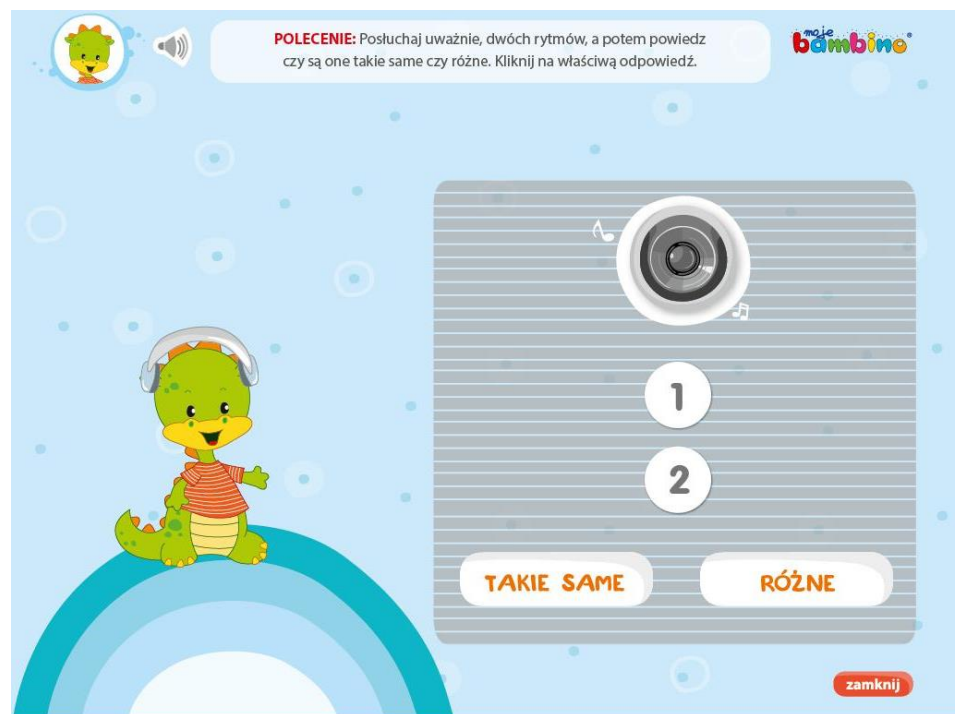 POLECENIE: Posłuchaj uważnie, dwóch rytmów, a potem powiedz
czy są one takie same czy różne. Kliknij na właściwą odpowiedź.
moje
bambino
1
2
TAKIE SAME
RÓŻNE
zamknij